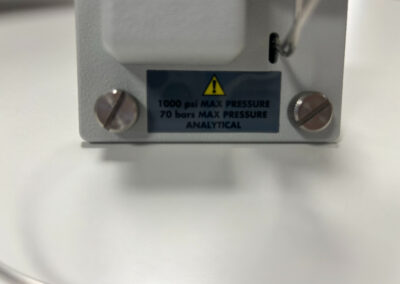 1000 psi MAX PRESSURE
70 bars MAX PRESSURE
ANALYTICAL